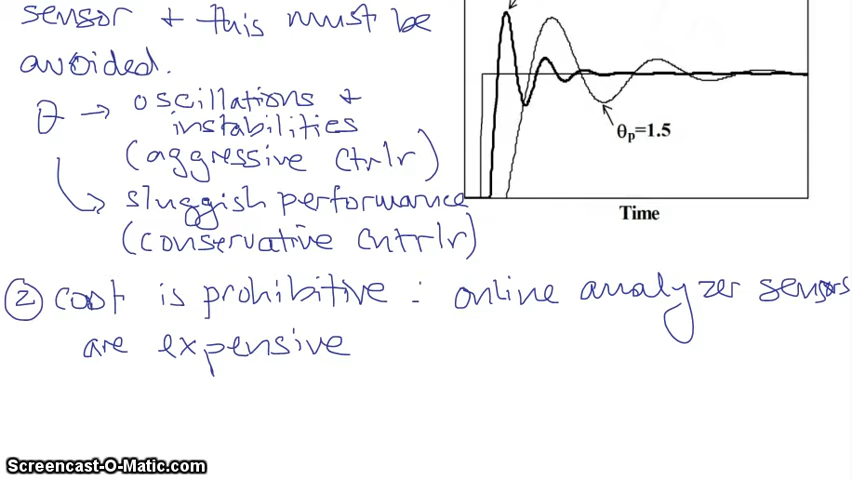 sensor + this must be
avoided.
θ → oscillations +
instabilities
(aggressive ctrlr)
↳ sluggish performance
(conservative cntrlr)
θp=1.5
Time
② cost is prohibitive : online analyzer sensors
are expensive
Screencast-O-Matic.com